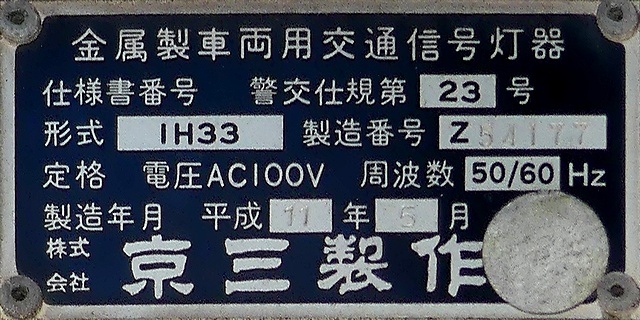 金属製車両用交通信号灯器
仕様書番号 警交仕規第 23 号
形式 1H33 製造番号 Z54177
定格 電圧AC100V 周波数 50/60 Hz
製造年月 平成 11 年 5 月
株式会社 京三製作